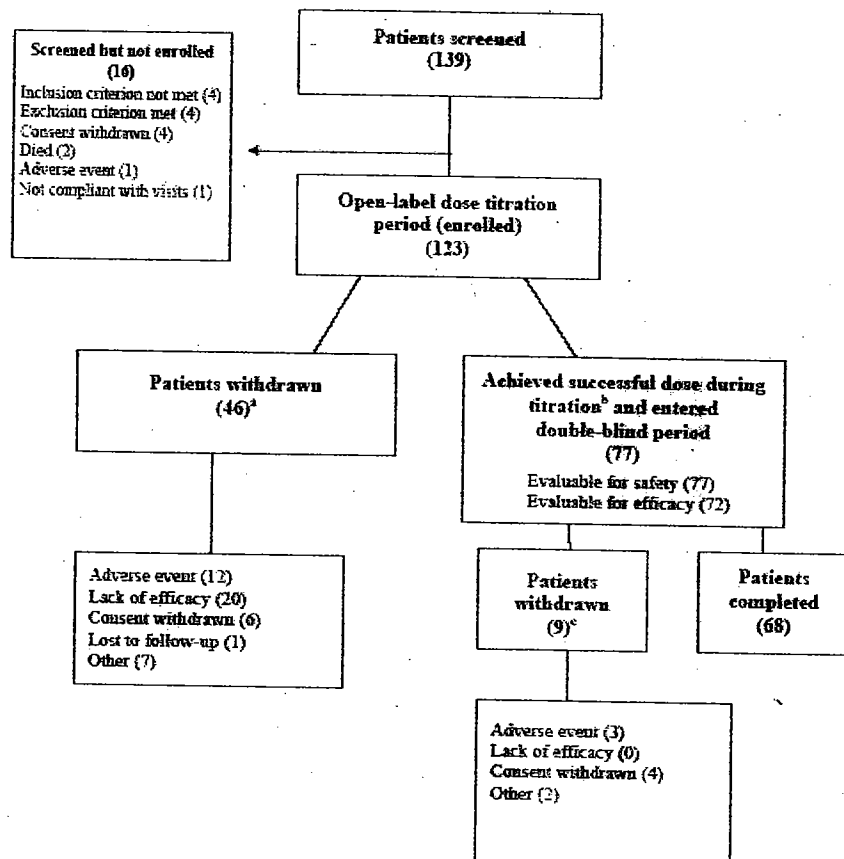 Patients screened
(139)
Screened but not enrolled
(16)
Inclusion criterion not met (4)
Exclusion criterion met (4)
Consent withdrawn (4)
Died (2)
Adverse event (1)
Not compliant with visits (1)
Open-label dose titration
period (enrolled)
(123)
Patients withdrawn
(46)a
Achieved successful dose during
titrationb and entered
double-blind period
(77)
Evaluable for safety (77)
Evaluable for efficacy (72)
Adverse event (12)
Lack of efficacy (20)
Consent withdrawn (6)
Lost to follow-up (1)
Other (7)
Patients
withdrawn
(9)c
Patients
completed
(68)
Adverse event (3)
Lack of efficacy (0)
Consent withdrawn (4)
Other (2)